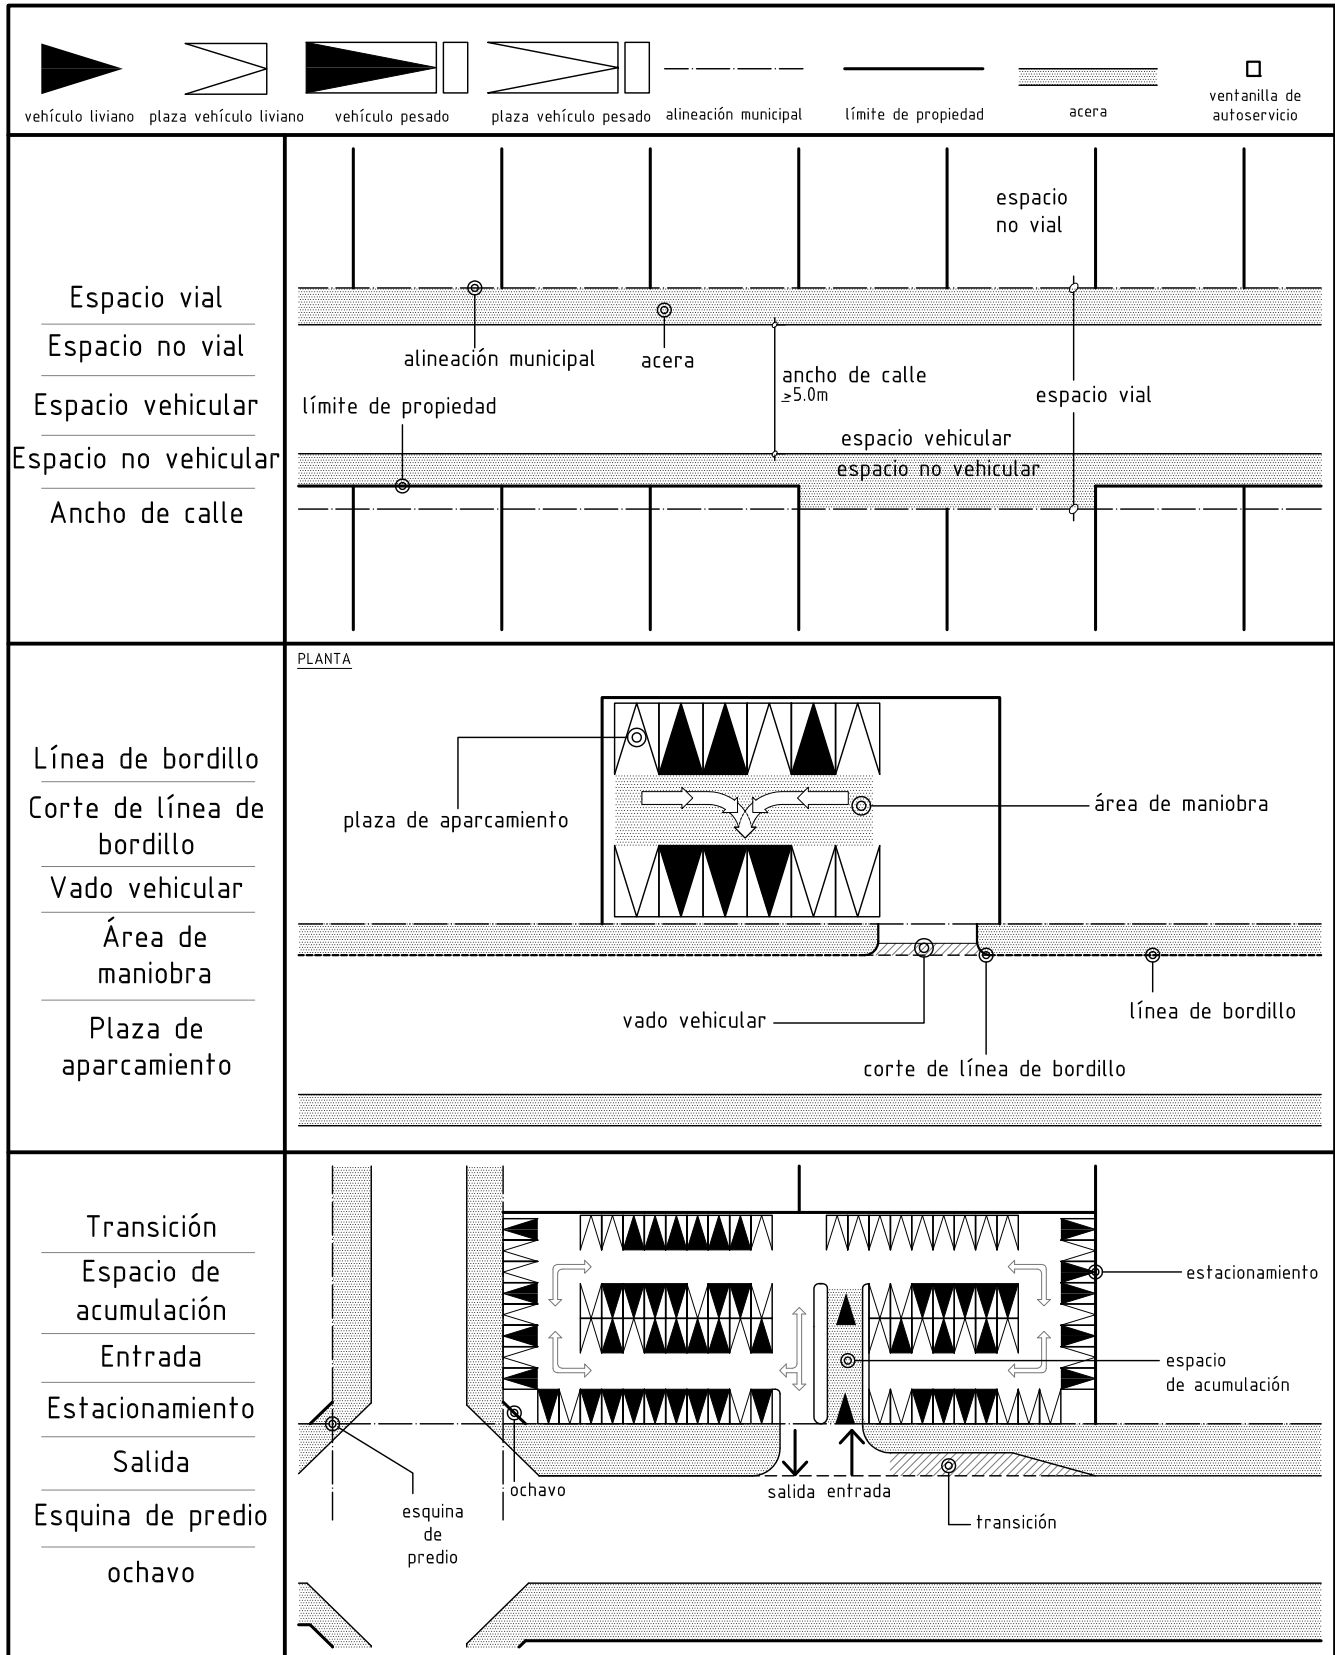 vehículo liviano
plaza vehículo liviano
vehículo pesado
plaza vehículo pesado
alineación municipal
límite de propiedad
acera
ventanilla de
autoservicio
Espacio vial
Espacio no vial
Espacio vehicular
Espacio no vehicular
Ancho de calle
espacio
no vial
alineación municipal
acera
ancho de calle
≥5.0m
espacio vial
límite de propiedad
espacio vehicular
espacio no vehicular
Línea de bordillo
Corte de línea de
bordillo
Vado vehicular
Área de
maniobra
Plaza de
aparcamiento
PLANTA
plaza de aparcamiento
área de maniobra
vado vehicular
línea de bordillo
corte de línea de bordillo
Transición
Espacio de
acumulación
Entrada
Estacionamiento
Salida
Esquina de predio
ochavo
estacionamiento
espacio
de acumulación
ochavo
salida
entrada
esquina
de
predio
transición